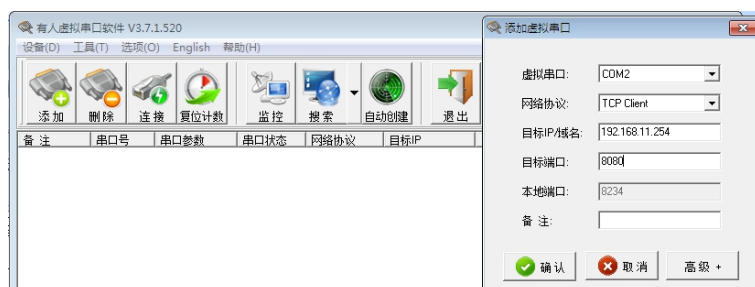 有人虚拟串口软件 V3.7.1.520
设备(D) 工具(T) 选项(O) English 帮助(H)
添加 删除 连接 复位计数 监控 搜索 自动创建 退出
备 注 串口号 串口参数 串口状态 网络协议 目标IP
添加虚拟串口
虚拟串口: COM2
网络协议: TCP Client
目标IP/域名: 192.168.11.254
目标端口: 8080
本地端口: 8234
备 注:
确认 取消 高级 +